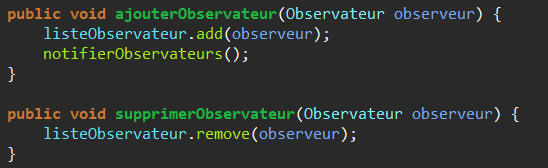 public void ajouterObservateur(Observateur observeur) {
    listeObservateur.add(observeur);
    notifierObservateurs();
}
public void supprimerObservateur(Observateur observeur) {
    listeObservateur.remove(observeur);
}